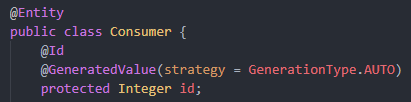 @Entity
public class Consumer {
    @Id
    @GeneratedValue(strategy = GenerationType.AUTO)
    protected Integer id;